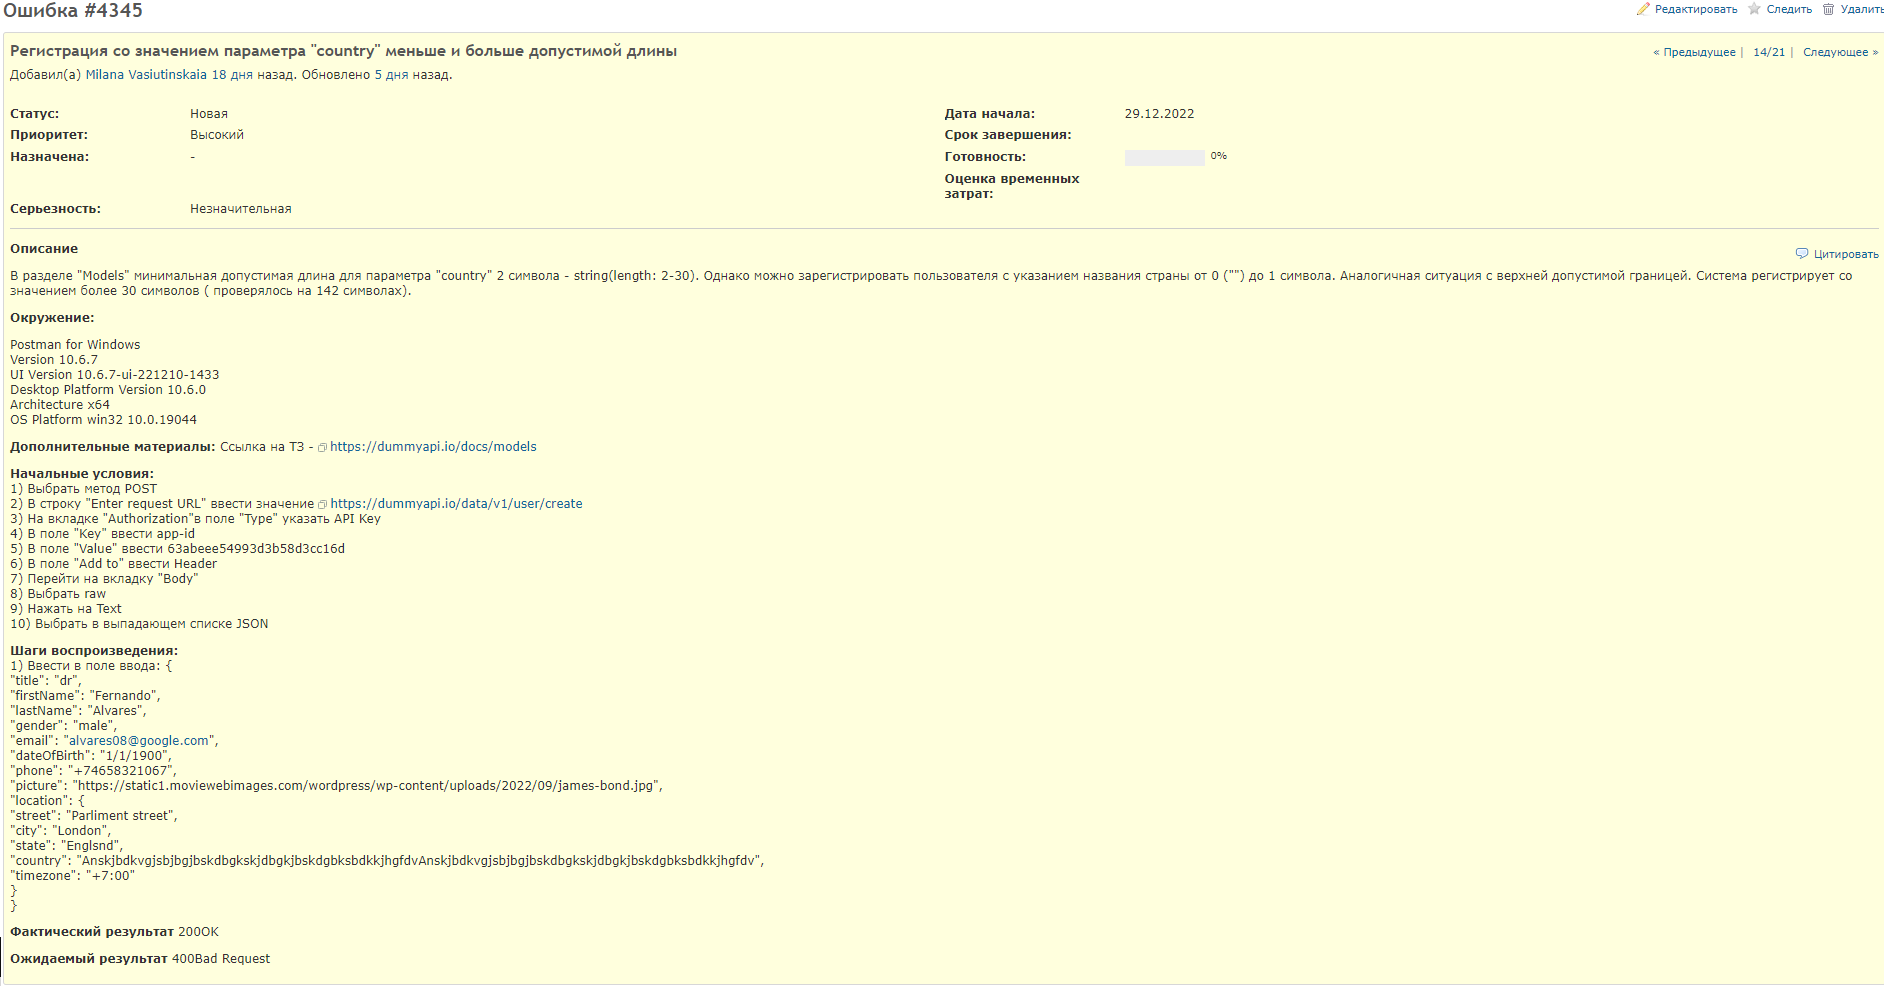 Ошибка #4345
Редактировать Следить Удалить
Регистрация со значением параметра "country" меньше и больше допустимой длины
« Предыдущее | 14/21 | Следующее »
Добавил(а) Milana Vasiutinskaia 18 дня назад. Обновлено 5 дня назад.
Статус: Новая Дата начала: 29.12.2022
Приоритет: Высокий Срок завершения:
Назначена: - Готовность: 0%
Оценка временных
затрат:
Серьезность: Незначительная
Описание
Цитировать
В разделе "Models" минимальная допустимая длина для параметра "country" 2 символа - string(length: 2-30). Однако можно зарегистрировать пользователя с указанием названия страны от 0 ("") до 1 символа. Аналогичная ситуация с верхней допустимой границей. Система регистрирует со
значением более 30 символов ( проверялось на 142 символах).
Окружение:
Postman for Windows
Version 10.6.7
UI Version 10.6.7-ui-221210-1433
Desktop Platform Version 10.6.0
Architecture x64
OS Platform win32 10.0.19044
Дополнительные материалы: Ссылка на ТЗ - https://dummyapi.io/docs/models
Начальные условия:
1) Выбрать метод POST
2) В строку "Enter request URL" ввести значение https://dummyapi.io/data/v1/user/create
3) На вкладке "Authorization"в поле "Type" указать API Key
4) В поле "Key" ввести app-id
5) В поле "Value" ввести 63abeee54993d3b58d3cc16d
6) В поле "Add to" ввести Header
7) Перейти на вкладку "Body"
8) Выбрать raw
9) Нажать на Text
10) Выбрать в выпадающем списке JSON
Шаги воспроизведения:
1) Ввести в поле ввода: {
"title": "dr",
"firstName": "Fernando",
"lastName": "Alvares",
"gender": "male",
"email": "alvares08@google.com",
"dateOfBirth": "1/1/1900",
"phone": "+74658321067",
"picture": "https://static1.moviewebimages.com/wordpress/wp-content/uploads/2022/09/james-bond.jpg",
"location": {
"street": "Parliment street",
"city": "London",
"state": "Englsnd",
"country": "AnskjbdkvgjsbjbgjbskdbgkskjdbgkjbskdgbksbdkkjhgfdvAnskjbdkvgjsbjbgjbskdbgkskjdbgkjbskdgbksbdkkjhgfdv",
"timezone": "+7:00"
}
}
Фактический результат 200OK
Ожидаемый результат 400Bad Request